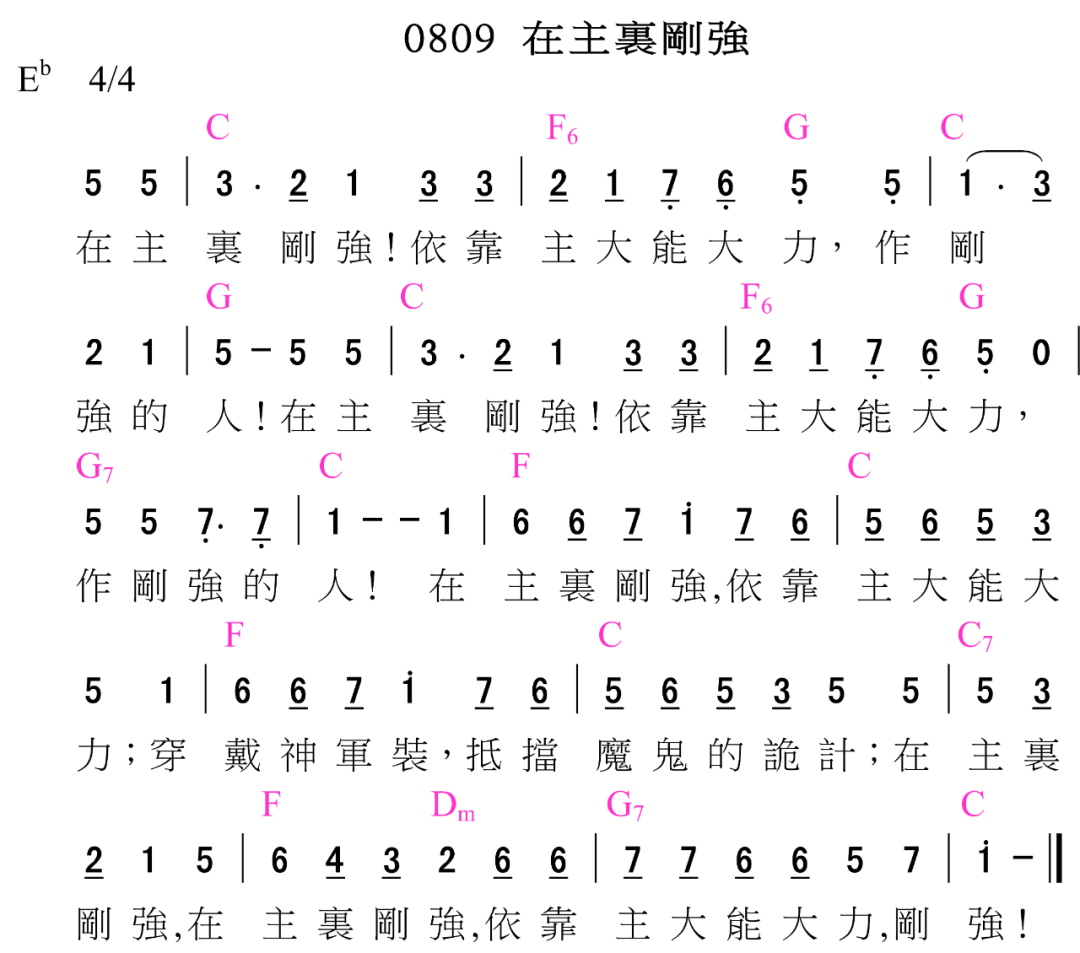 0809 在主裏剛強
E♭ 4/4
C F6 G C
5 5 | 3 · 2 1 3 3 | 2 1 7 6 5 5 | 1 · 3
在主裏剛強!依靠主大能大力，作剛
G C F6 G
2 1 | 5 – 5 5 | 3 · 2 1 3 3 | 2 1 7 6 5 0 |
強的人!在主裏剛強!依靠主大能大力，
G7 C F C
5 5 7 · 7 | 1 – – 1 | 6 6 7 i 7 6 | 5 6 5 3
作剛強的人! 在主裏剛強,依靠主大能大
F C C7
5 1 | 6 6 7 i 7 6 | 5 6 5 3 5 5 | 5 3
力；穿戴神軍裝，抵擋魔鬼的詭計；在主裏
F Dm G7 C
2 1 5 | 6 4 3 2 6 6 | 7 7 6 6 5 7 | i – ‖
剛強,在主裏剛強,依靠主大能大力,剛強!